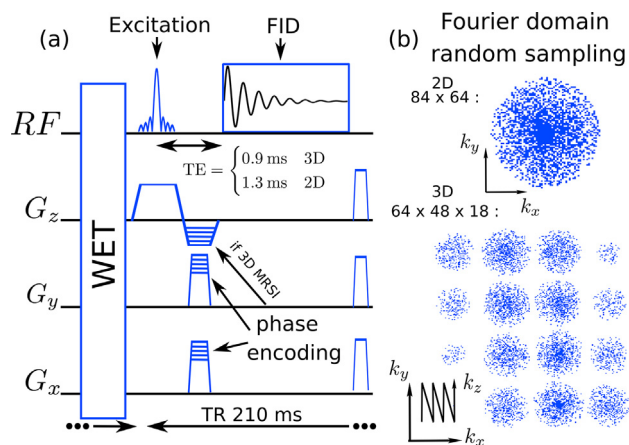 (a)
Excitation
FID
RF
WET
TE = { 0.9 ms 3D
1.3 ms 2D
G_z
if 3D MRSI
G_y
phase
encoding
G_x
••• TR 210 ms •••
(b)
Fourier domain
random sampling
2D
84 x 64 :
k_y
k_x
3D
64 x 48 x 18 :
k_y
k_z
k_x